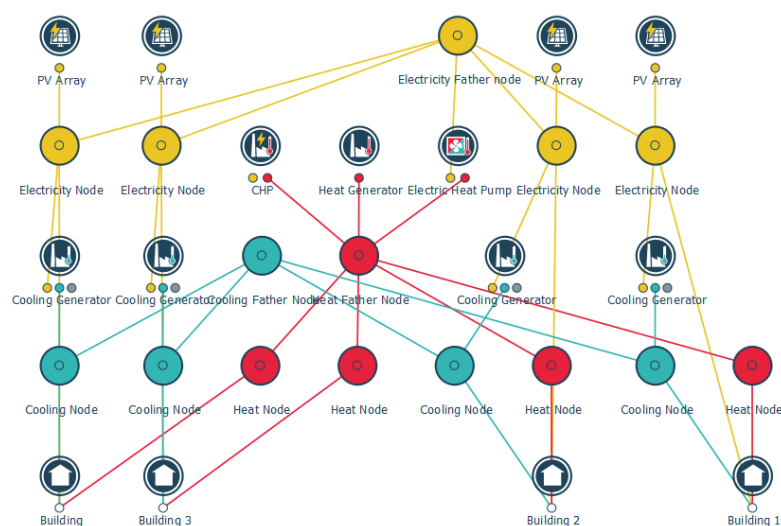 PV Array
PV Array
Electricity Father node
PV Array
PV Array
Electricity Node
Electricity Node
CHP
Heat Generator
Electric Heat Pump
Electricity Node
Electricity Node
Cooling Generator
Cooling Generator
Cooling Father Node
Heat Father Node
Cooling Generator
Cooling Generator
Cooling Node
Cooling Node
Heat Node
Heat Node
Cooling Node
Heat Node
Cooling Node
Heat Node
Building
Building 3
Building 2
Building 1